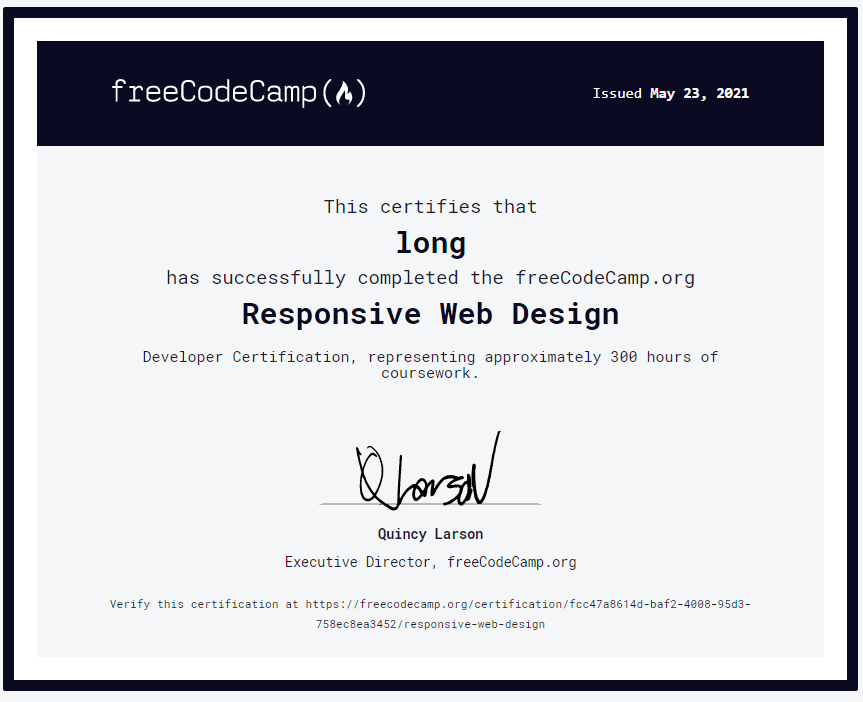 freeCodeCamp(🔥)
Issued May 23, 2021
This certifies that
long
has successfully completed the freeCodeCamp.org
Responsive Web Design
Developer Certification, representing approximately 300 hours of
coursework.
QLarson
Quincy Larson
Executive Director, freeCodeCamp.org
Verify this certification at https://freecodecamp.org/certification/fcc47a8614d-baf2-4008-95d3-
758ec8ea3452/responsive-web-design